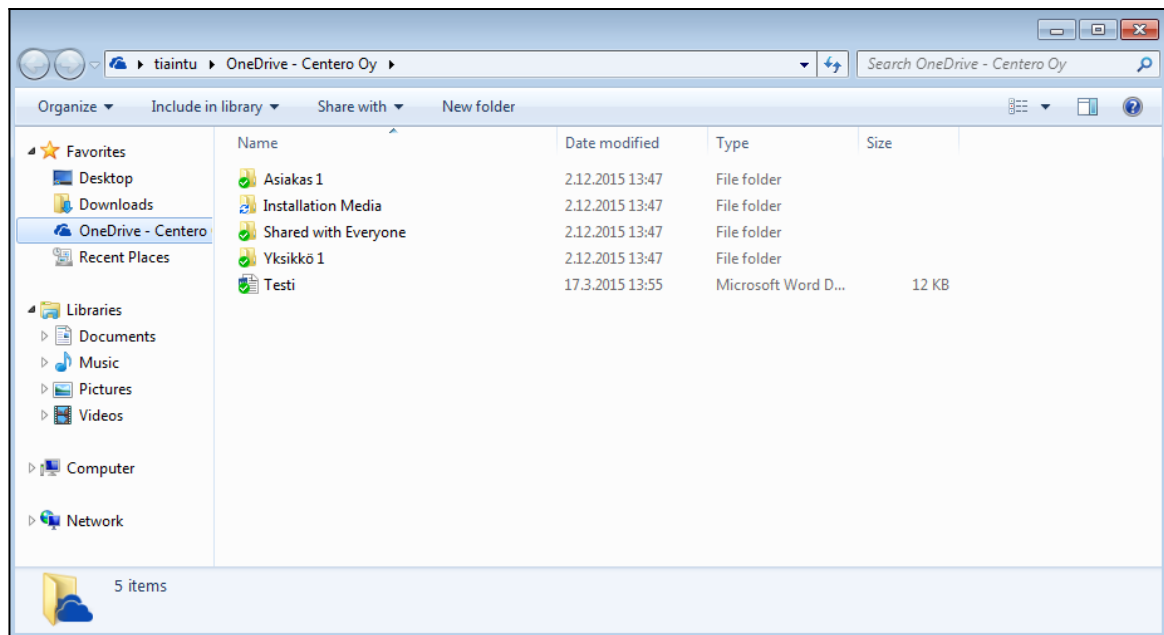 tiaintu OneDrive - Centero Oy Search OneDrive - Centero Oy
Organize Include in library Share with New folder
Favorites
Desktop
Downloads
OneDrive - Centero
Recent Places
Libraries
Documents
Music
Pictures
Videos
Computer
Network
Name Date modified Type Size
Asiakas 1 2.12.2015 13:47 File folder
Installation Media 2.12.2015 13:47 File folder
Shared with Everyone 2.12.2015 13:47 File folder
Yksikkö 1 2.12.2015 13:47 File folder
Testi 17.3.2015 13:55 Microsoft Word D... 12 KB
5 items